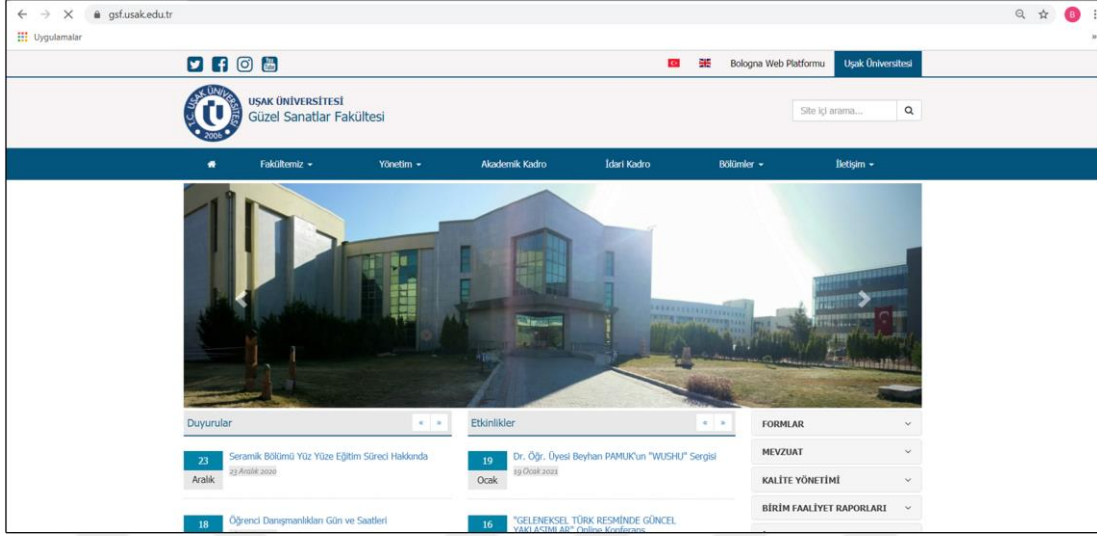 gsf.usak.edu.tr
B
Uygulamalar
Bologna Web Platformu
Uşak Üniversitesi
T.C. UŞAK ÜNİVERSİTESİ
2006
UŞAK ÜNİVERSİTESİ
Güzel Sanatlar Fakültesi
Site içi arama...
Fakültemiz
Yönetim
Akademik Kadro
İdari Kadro
Bölümler
İletişim
Duyurular
« »
Etkinlikler
« »
FORMLAR
23
Aralık
Seramik Bölümü Yüz Yüze Eğitim Süreci Hakkında
23 Aralık 2020
19
Ocak
Dr. Öğr. Üyesi Beyhan PAMUK'un "WUSHU" Sergisi
19 Ocak 2021
MEVZUAT
KALİTE YÖNETİMİ
BİRİM FAALİYET RAPORLARI
18
Öğrenci Danışmanlıkları Gün ve Saatleri
16
"GELENEKSEL TÜRK RESMİNDE GÜNCEL
YAKLAŞIMLAR" Online Konferans